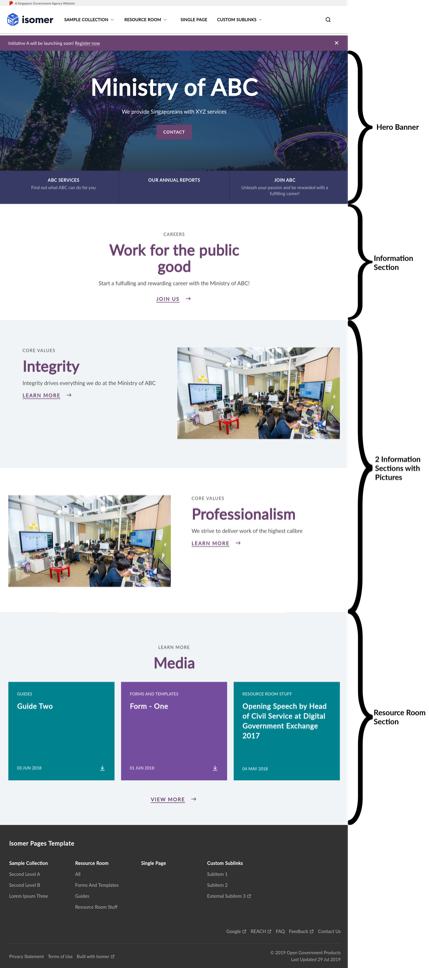 A Singapore Government Agency Website
isomer
SAMPLE COLLECTION
RESOURCE ROOM
SINGLE PAGE
CUSTOM SUBLINKS
Initiative A will be launching soon! Register now
Ministry of ABC
We provide Singaporeans with XYZ services
CONTACT
Hero Banner
ABC SERVICES
Find out what ABC can do for you
OUR ANNUAL REPORTS
JOIN ABC
Unleash your passion and be rewarded with a
fulfilling career!
CAREERS
Work for the public
good
Start a fulfulling and rewarding career with the Ministry of ABC!
JOIN US
Information
Section
CORE VALUES
Integrity
Integrity drives everything we do at the Ministry of ABC
LEARN MORE
2 Information
Sections with
Pictures
CORE VALUES
Professionalism
We strive to deliver work of the highest calibre
LEARN MORE
LEARN MORE
Media
GUIDES
Guide Two
03 JUN 2018
FORMS AND TEMPLATES
Form - One
01 JUN 2018
RESOURCE ROOM STUFF
Opening Speech by Head
of Civil Service at Digital
Government Exchange
2017
04 MAY 2018
VIEW MORE
Resource Room
Section
Isomer Pages Template
Sample Collection
Second Level A
Second Level B
Lorem Ipsum Three
Resource Room
All
Forms And Templates
Guides
Resource Room Stuff
Single Page
Custom Sublinks
Subitem 1
Subitem 2
External Subitem 3
Google
REACH
FAQ
Feedback
Contact Us
Privacy Statement
Terms of Use
Built with Isomer
© 2019 Open Government Products
Last Updated 29 Jul 2019